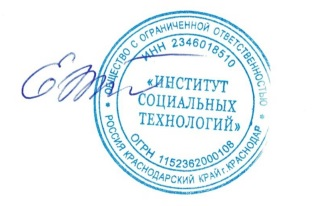 ОБЩЕСТВО С ОГРАНИЧЕННОЙ ОТВЕТСТВЕННОСТЬЮ
ИНН 2346018510
«ИНСТИТУТ
СОЦИАЛЬНЫХ
ТЕХНОЛОГИЙ»
ОГРН 1152362000108
РОССИЯ КРАСНОДАРСКИЙ КРАЙ г. КРАСНОДАР